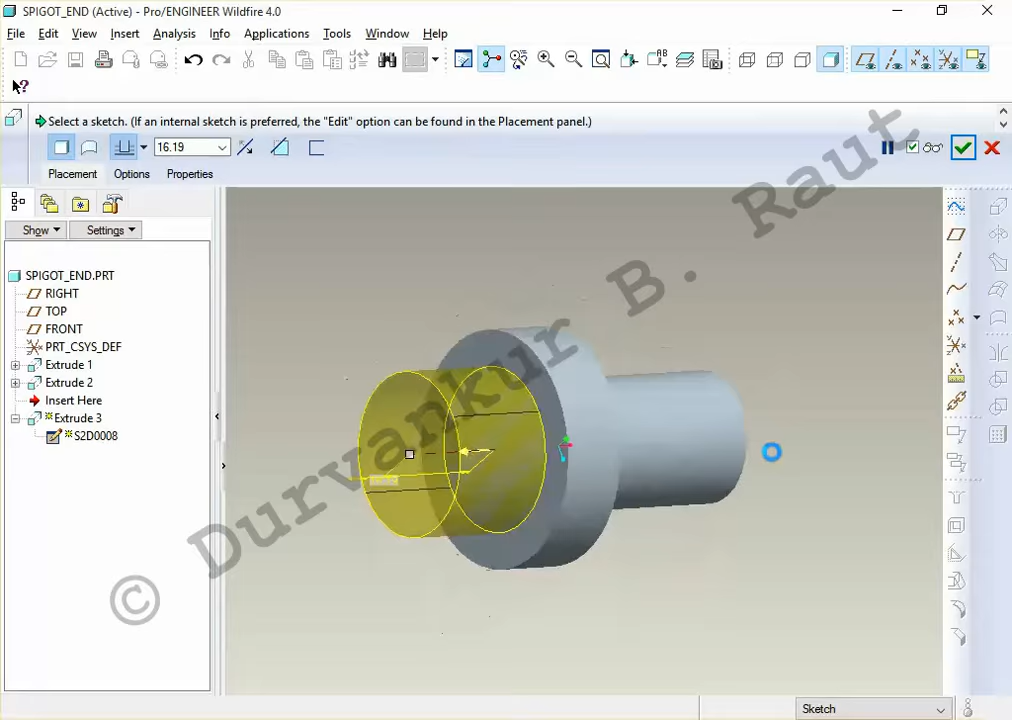 SPIGOT_END (Active) - Pro/ENGINEER Wildfire 4.0
File Edit View Insert Analysis Info Applications Tools Window Help
Select a sketch. (If an internal sketch is preferred, the "Edit" option can be found in the Placement panel.)
16.19
Placement Options Properties
Show Settings
SPIGOT_END.PRT
RIGHT
TOP
FRONT
PRT_CSYS_DEF
Extrude 1
Extrude 2
Insert Here
Extrude 3
S2D0008
© Durvankur B. Raut
Sketch